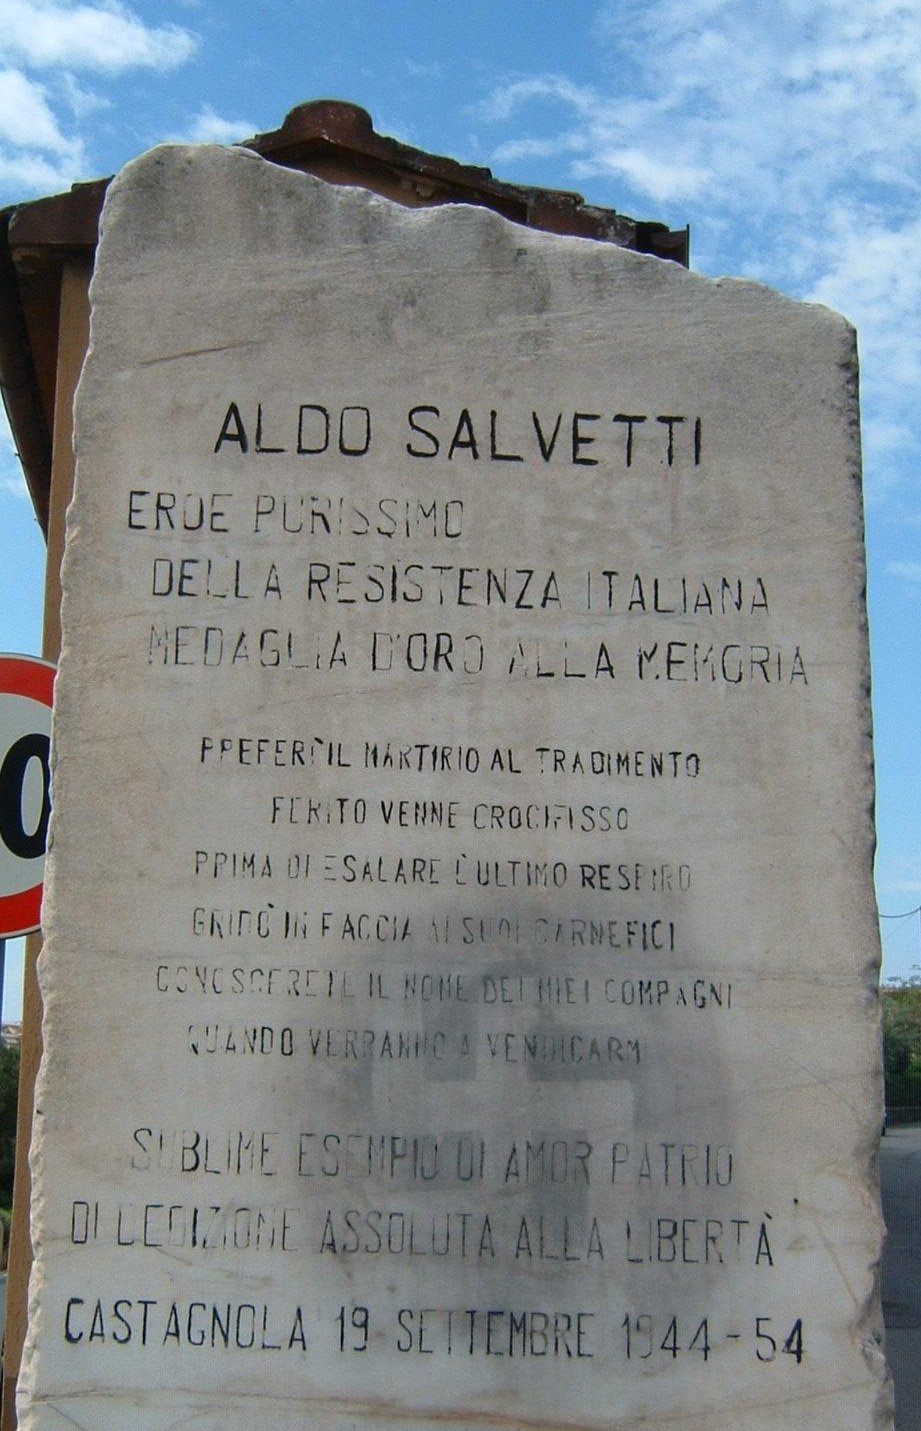 ALDO SALVETTI
EROE PURISSIMO
DELLA RESISTENZA ITALIANA
MEDAGLIA D'ORO ALLA MEMORIA
PREFERÌ IL MARTIRIO AL TRADIMENTO
FERITO VENNE CROCIFISSO
PRIMA DI ESALARE L'ULTIMO RESPIRO
GRIDÒ IN FACCIA AI SUOI CARNEFICI
CONOSCERETE IL NOME DEI MIEI COMPAGNI
QUANDO VERRANNO A VENDICARMI
SUBLIME ESEMPIO DI AMOR PATRIO
DI DEDIZIONE ASSOLUTA ALLA LIBERTÀ
CASTAGNOLA 19 SETTEMBRE 1944-54
0